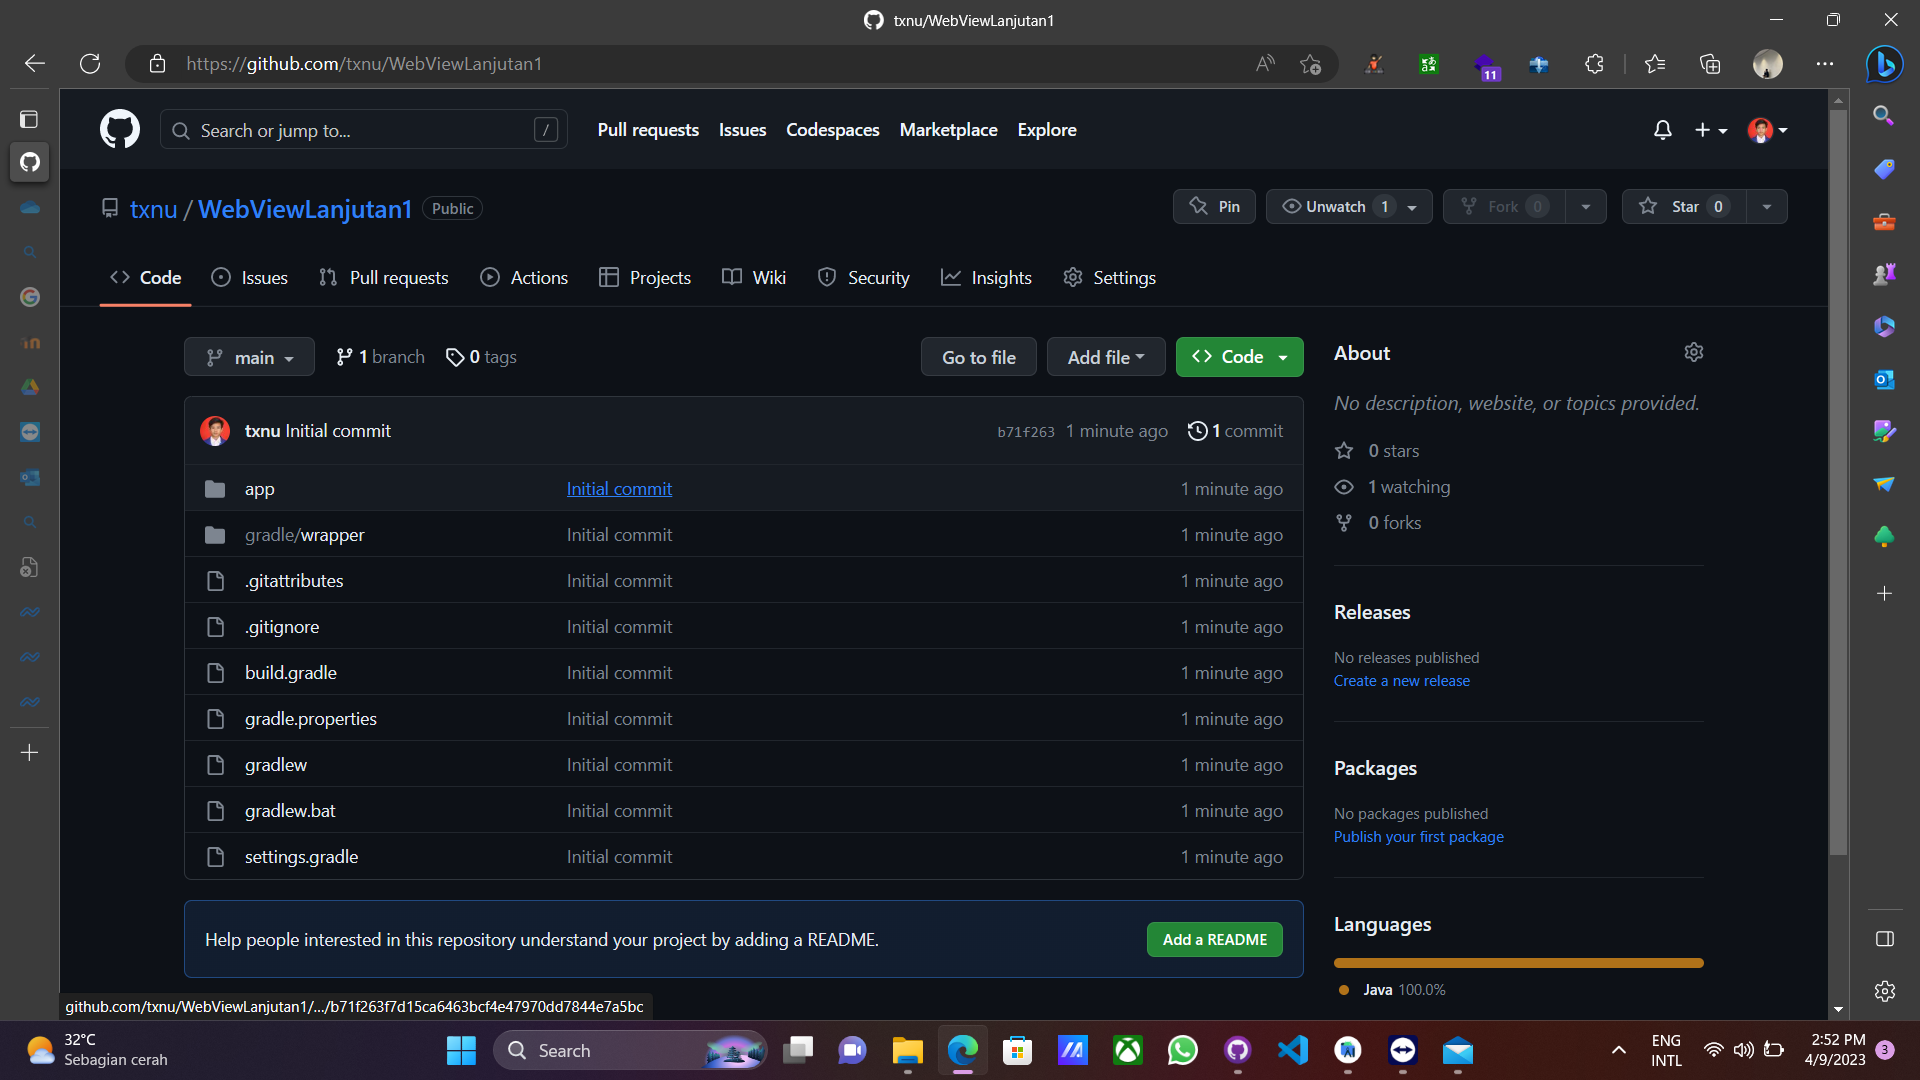 txnu/WebViewLanjutan1
https://github.com/txnu/WebViewLanjutan1
11
Search or jump to... /
Pull requests Issues Codespaces Marketplace Explore
txnu / WebViewLanjutan1 Public
Pin Unwatch 1 Fork 0 Star 0
Code Issues Pull requests Actions Projects Wiki Security Insights Settings
main 1 branch 0 tags Go to file Add file Code
txnu Initial commit b71f263 1 minute ago 1 commit
app Initial commit 1 minute ago
gradle/wrapper Initial commit 1 minute ago
.gitattributes Initial commit 1 minute ago
.gitignore Initial commit 1 minute ago
build.gradle Initial commit 1 minute ago
gradle.properties Initial commit 1 minute ago
gradlew Initial commit 1 minute ago
gradlew.bat Initial commit 1 minute ago
settings.gradle Initial commit 1 minute ago
Help people interested in this repository understand your project by adding a README. Add a README
About
No description, website, or topics provided.
0 stars
1 watching
0 forks
Releases
No releases published
Create a new release
Packages
No packages published
Publish your first package
Languages
Java 100.0%
github.com/txnu/WebViewLanjutan1/.../b71f263f7d15ca6463bcf4e47970dd7844e7a5bc
32°C
Sebagian cerah
Search
ENG
INTL
2:52 PM
4/9/2023
3